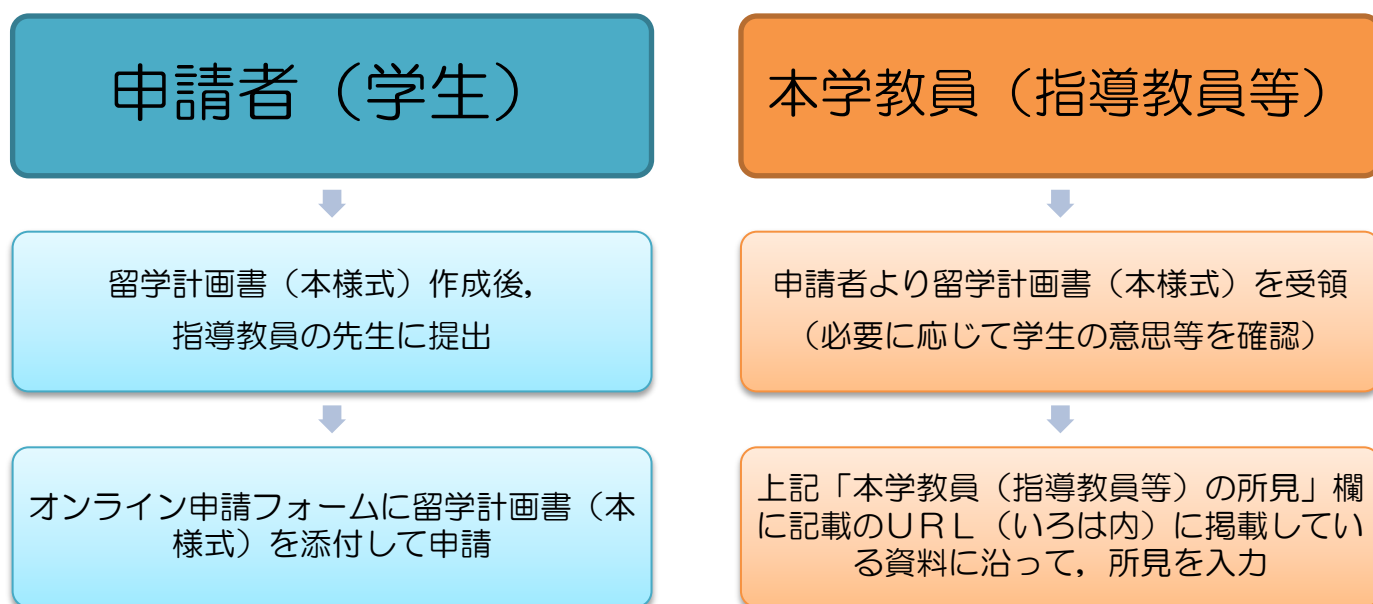 申請者(学生)
留学計画書(本様式)作成後,
指導教員の先生に提出
オンライン申請フォームに留学計画書(本
様式)を添付して申請
本学教員(指導教員等)
申請者より留学計画書(本様式)を受領
(必要に応じて学生の意思等を確認)
上記「本学教員(指導教員等)の所見」欄
に記載のURL(いろは内)に掲載してい
る資料に沿って,所見を入力